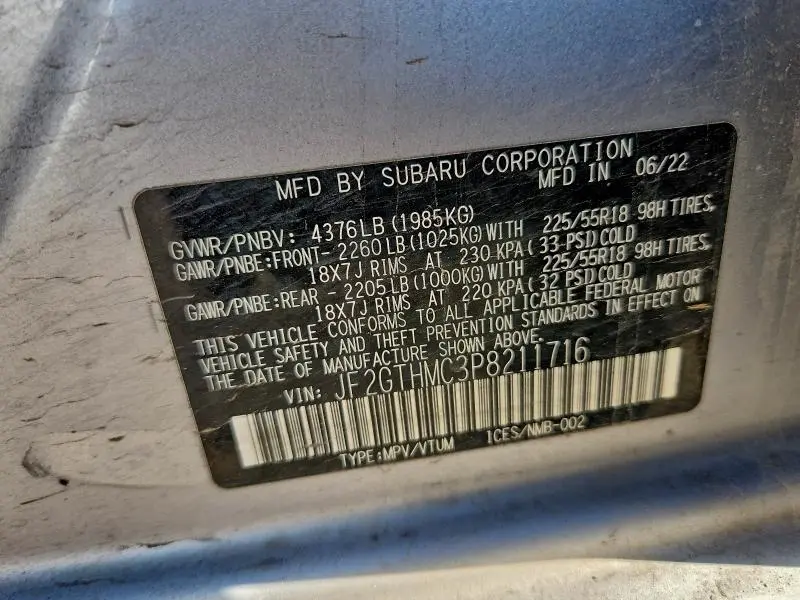 MFD BY SUBARU CORPORATION
MFD IN 06/22
GVWR/PNBV: 4376LB (1985KG)
GAWR/PNBE:FRONT- 2260LB (1025KG) WITH 225/55R18 98H TIRES,
18X7J RIMS AT 230 KPA (33 PSI) COLD
GAWR/PNBE:REAR - 2205LB (1000KG) WITH 225/55R18 98H TIRES,
18X7J RIMS AT 220 KPA (32 PSI) COLD
THIS VEHICLE CONFORMS TO ALL APPLICABLE FEDERAL MOTOR
VEHICLE SAFETY AND THEFT PREVENTION STANDARDS IN EFFECT ON
THE DATE OF MANUFACTURE SHOWN ABOVE.
VIN: JF2GTHMC3P8211716
TYPE:MPV/VTUM ICES/NMB-002